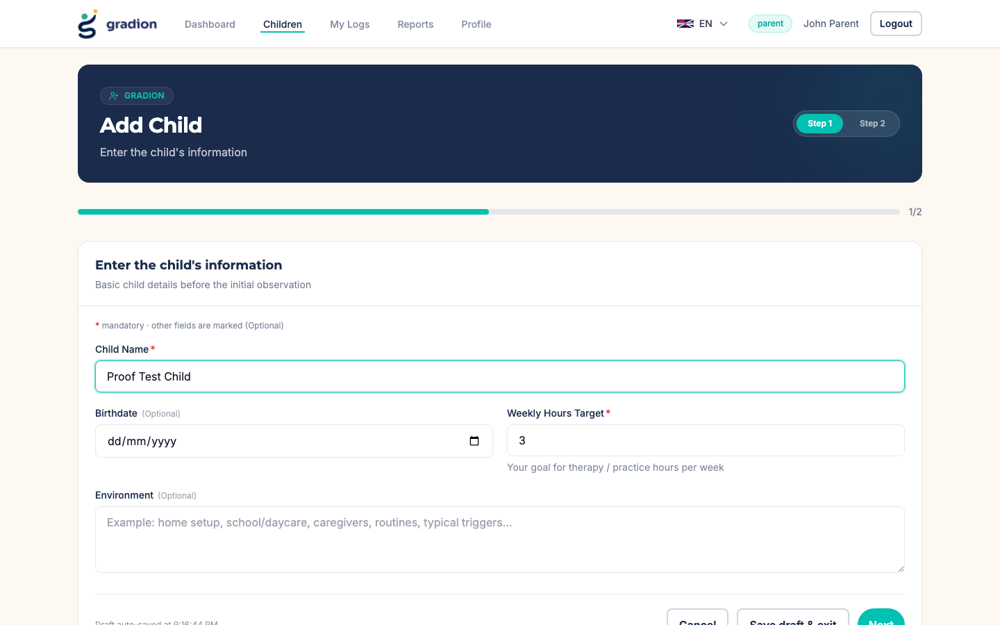 gradion Dashboard Children My Logs Reports Profile EN parent John Parent Logout
GRADION
Add Child
Enter the child's information
Step 1 Step 2
1/2
Enter the child's information
Basic child details before the initial observation
* mandatory · other fields are marked (Optional)
Child Name *
Proof Test Child
Birthdate (Optional) Weekly Hours Target *
dd/mm/yyyy 3
Your goal for therapy / practice hours per week
Environment (Optional)
Example: home setup, school/daycare, caregivers, routines, typical triggers...
Draft auto-saved at 9:16:44 PM Cancel Save draft & exit Next